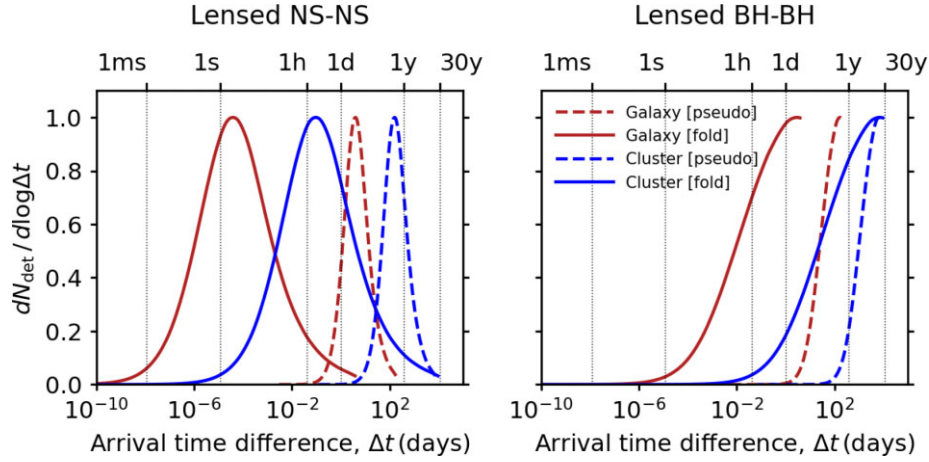 Lensed NS-NS
Lensed BH-BH
1ms 1s 1h 1d 1y 30y
1ms 1s 1h 1d 1y 30y
dN_det / dlogΔt
1.0
0.8
0.6
0.4
0.2
0.0
Galaxy [pseudo]
Galaxy [fold]
Cluster [pseudo]
Cluster [fold]
10^−10 10^−6 10^−2 10^2
10^−10 10^−6 10^−2 10^2
Arrival time difference, Δt (days)
Arrival time difference, Δt (days)